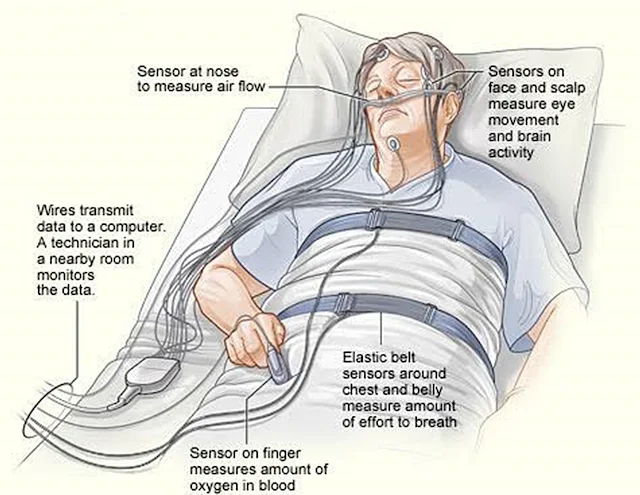 Sensor at nose
to measure air flow
Sensors on
face and scalp
measure eye
movement
and brain
activity
Wires transmit
data to a computer.
A technician in
a nearby room
monitors
the data.
Elastic belt
sensors around
chest and belly
measure amount
of effort to breath
Sensor on finger
measures amount of
oxygen in blood